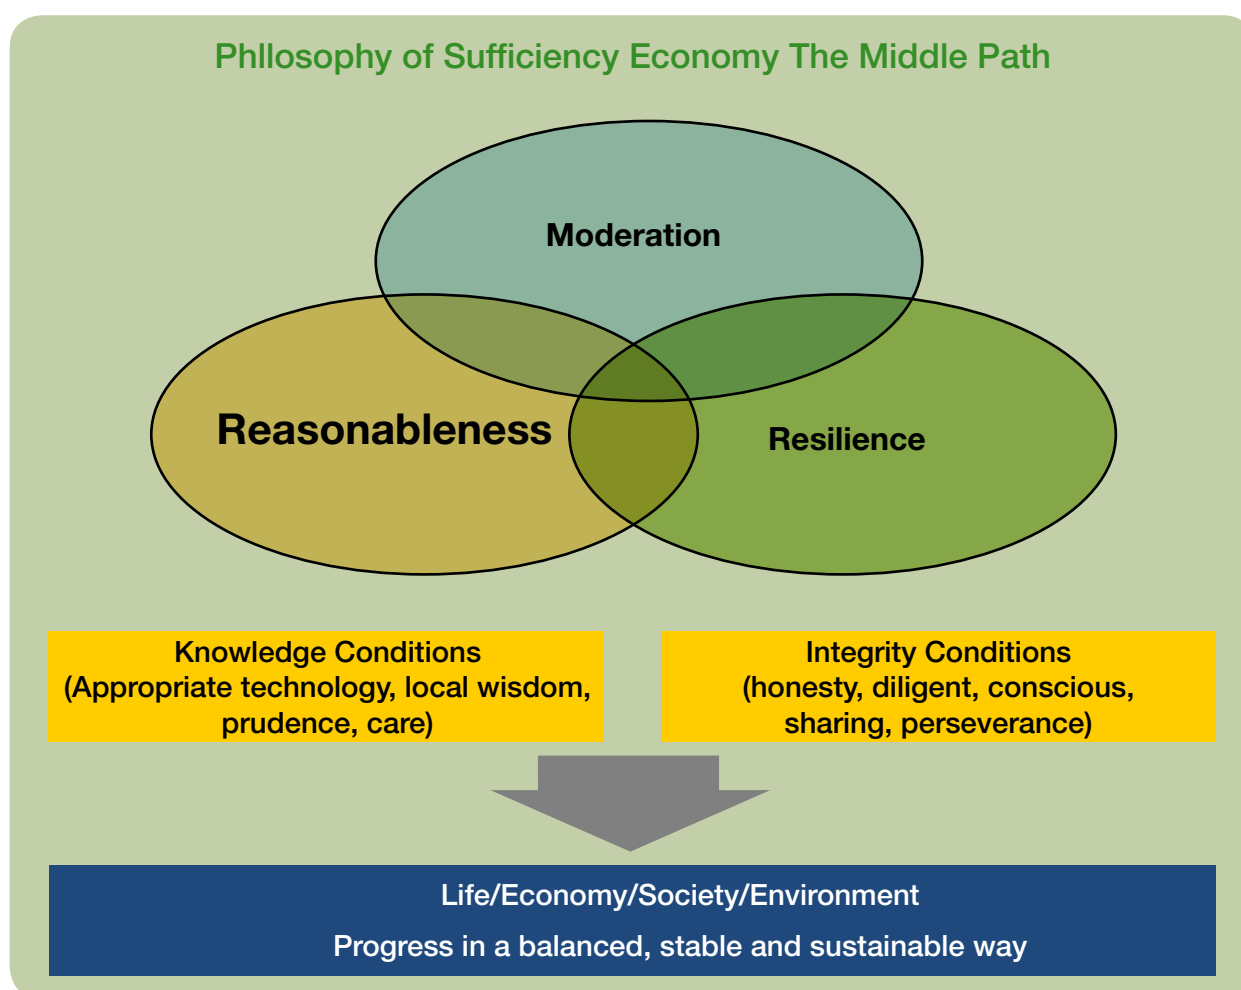 Phllosophy of Sufficiency Economy The Middle Path
Moderation
Reasonableness
Resilience
Knowledge Conditions
(Appropriate technology, local wisdom,
prudence, care)
Integrity Conditions
(honesty, diligent, conscious,
sharing, perseverance)
Life/Economy/Society/Environment
Progress in a balanced, stable and sustainable way